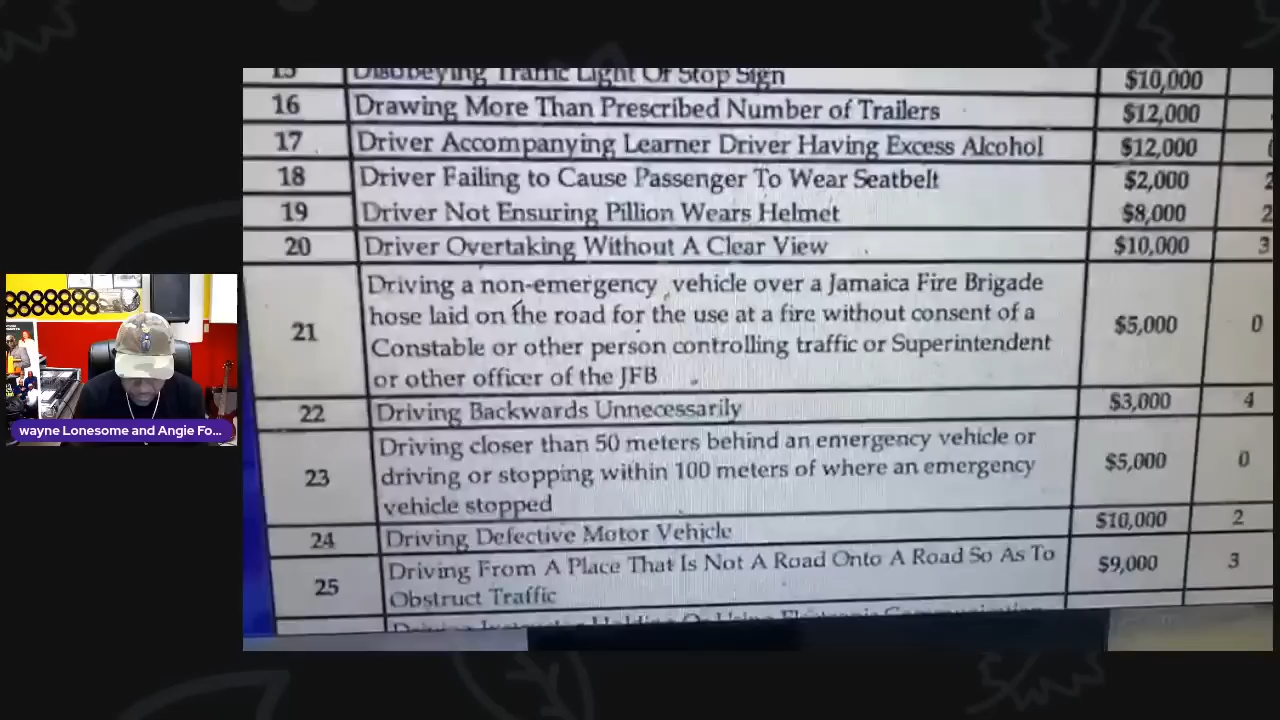 15 Disobeying Traffic Light Or Stop Sign $10,000
16 Drawing More Than Prescribed Number of Trailers $12,000
17 Driver Accompanying Learner Driver Having Excess Alcohol $12,000
18 Driver Failing to Cause Passenger To Wear Seatbelt $2,000 2
19 Driver Not Ensuring Pillion Wears Helmet $8,000 2
20 Driver Overtaking Without A Clear View $10,000 3
Driving a non-emergency vehicle over a Jamaica Fire Brigade
hose laid on the road for the use at a fire without consent of a
21 $5,000 0
Constable or other person controlling traffic or Superintendent
or other officer of the JFB
22 Driving Backwards Unnecessarily $3,000 4
Driving closer than 50 meters behind an emergency vehicle or
23 driving or stopping within 100 meters of where an emergency $5,000 0
vehicle stopped
24 Driving Defective Motor Vehicle $10,000 2
25 Driving From A Place That Is Not A Road Onto A Road So As To $9,000 3
Obstruct Traffic
wayne Lonesome and Angie Fo...